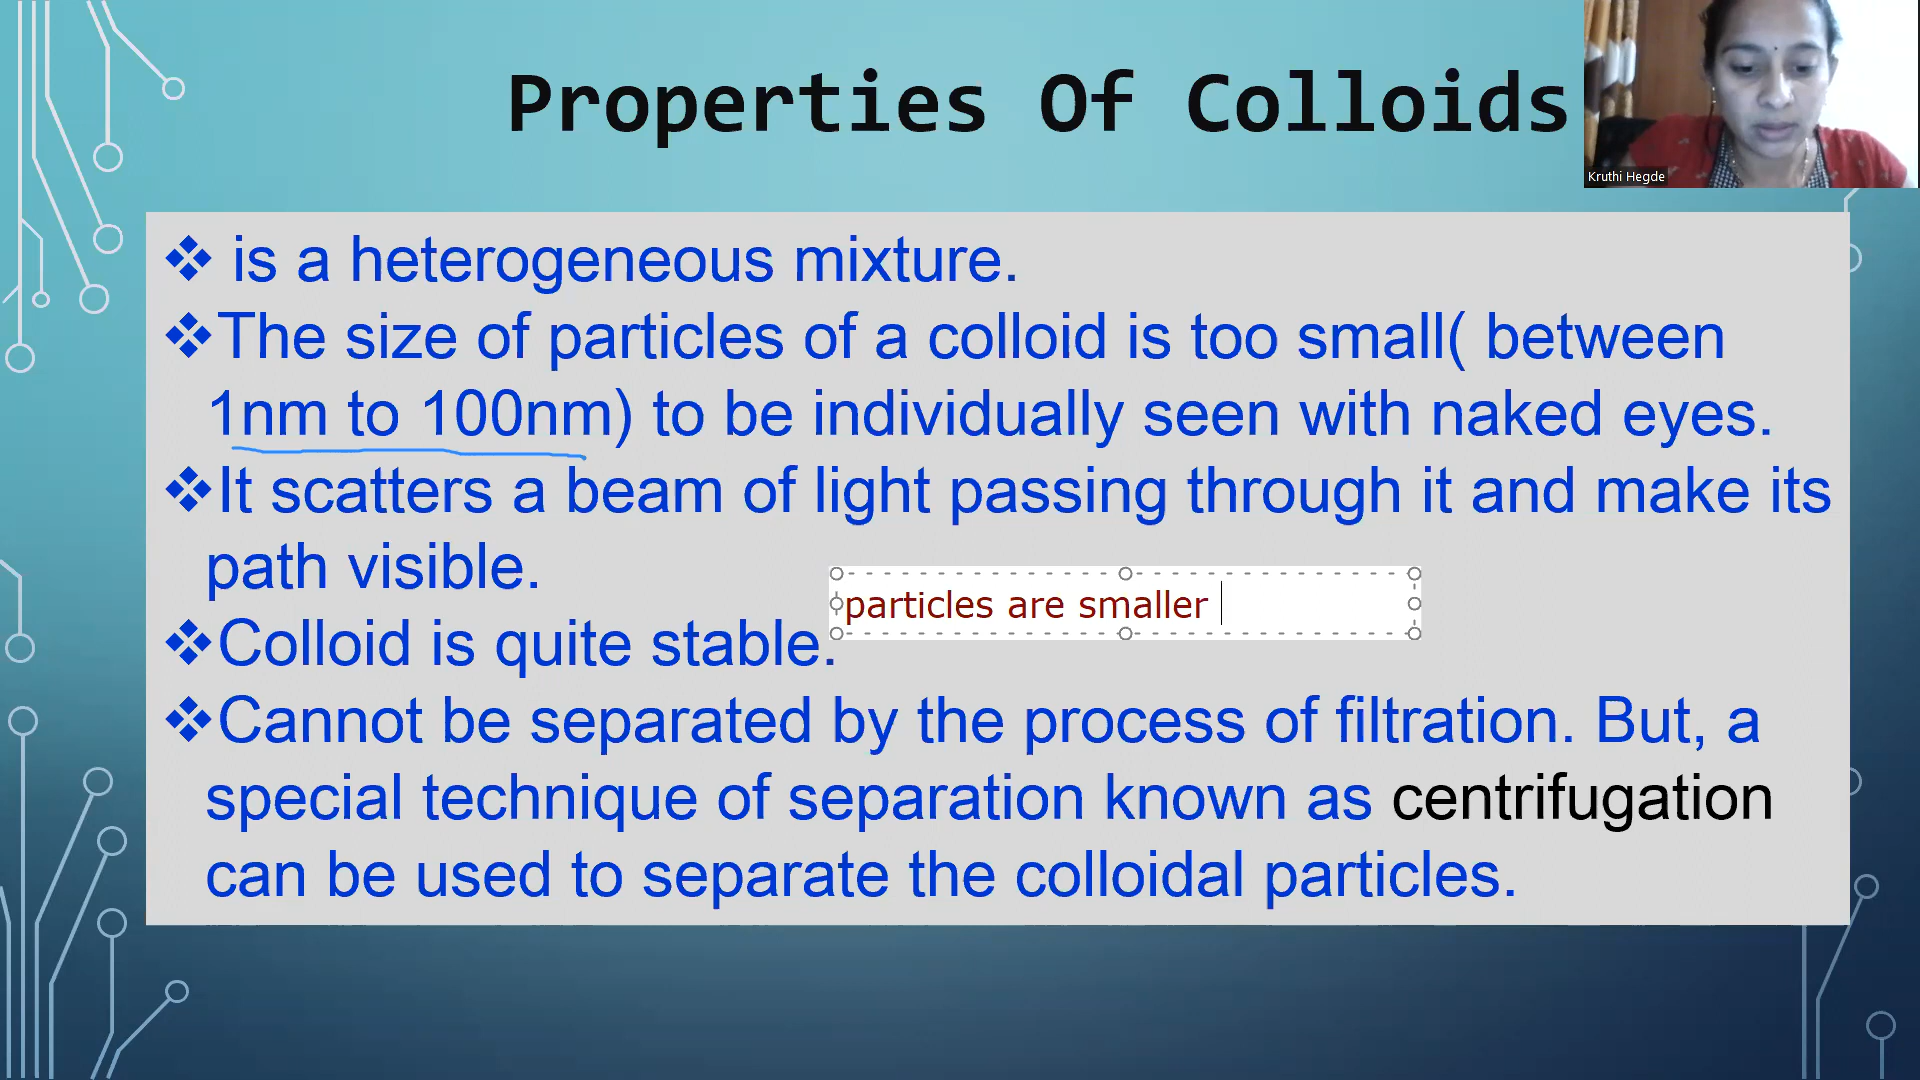 Properties Of Colloids
Kruthi Hegde
❖ is a heterogeneous mixture.
❖The size of particles of a colloid is too small( between
1nm to 100nm) to be individually seen with naked eyes.
❖It scatters a beam of light passing through it and make its
path visible.
particles are smaller
❖Colloid is quite stable.
❖Cannot be separated by the process of filtration. But, a
special technique of separation known as centrifugation
can be used to separate the colloidal particles.